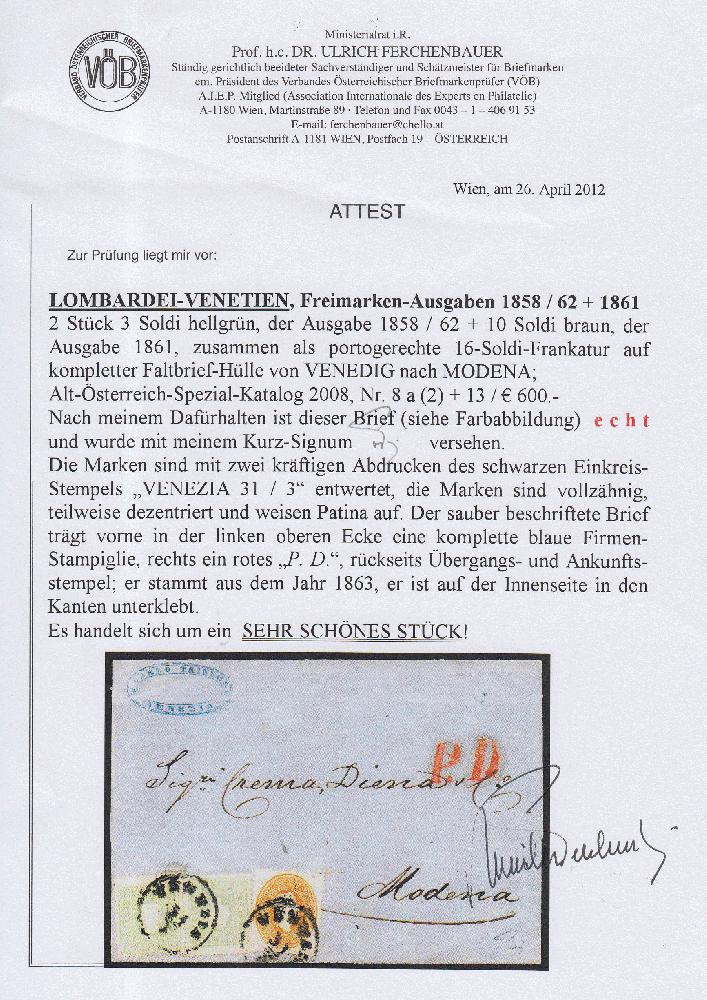 VERBAND ÖSTERREICHISCHER BRIEFMARKENPRÜFER
VÖB
Ministerialrat i.R.
Prof. h.c. DR. ULRICH FERCHENBAUER
Ständig gerichtlich beeideter Sachverständiger und Schätzmeister für Briefmarken
em. Präsident des Verbandes Österreichischer Briefmarkenprüfer (VÖB)
A.I.E.P. Mitglied (Association Internationale des Experts en Philatelie)
A-1180 Wien, Martinstraße 89 · Telefon und Fax 0043 – 1 – 406 91 53
E-mail: ferchenbauer@chello.at
Postanschrift A-1181 WIEN, Postfach 19 – ÖSTERREICH
Wien, am 26. April 2012
ATTEST
Zur Prüfung liegt mir vor:
LOMBARDEI-VENETIEN, Freimarken-Ausgaben 1858 / 62 + 1861
2 Stück 3 Soldi hellgrün, der Ausgabe 1858 / 62 + 10 Soldi braun, der
Ausgabe 1861, zusammen als portogerechte 16-Soldi-Frankatur auf
kompletter Faltbrief-Hülle von VENEDIG nach MODENA;
Alt-Österreich-Spezial-Katalog 2008, Nr. 8 a (2) + 13 / € 600.-
Nach meinem Dafürhalten ist dieser Brief (siehe Farbabbildung) echt
und wurde mit meinem Kurz-Signum versehen.
Die Marken sind mit zwei kräftigen Abdrucken des schwarzen Einkreis-
Stempels „VENEZIA 31 / 3“ entwertet, die Marken sind vollzähnig,
teilweise dezentriert und weisen Patina auf. Der sauber beschriftete Brief
trägt vorne in der linken oberen Ecke eine komplette blaue Firmen-
Stampiglie, rechts ein rotes „P. D.“, rückseits Übergangs- und Ankunfts-
stempel; er stammt aus dem Jahr 1863, er ist auf der Innenseite in den
Kanten unterklebt.
Es handelt sich um ein SEHR SCHÖNES STÜCK!
VENEZIA
P.D.
Sigri Crema, Diena
Modena